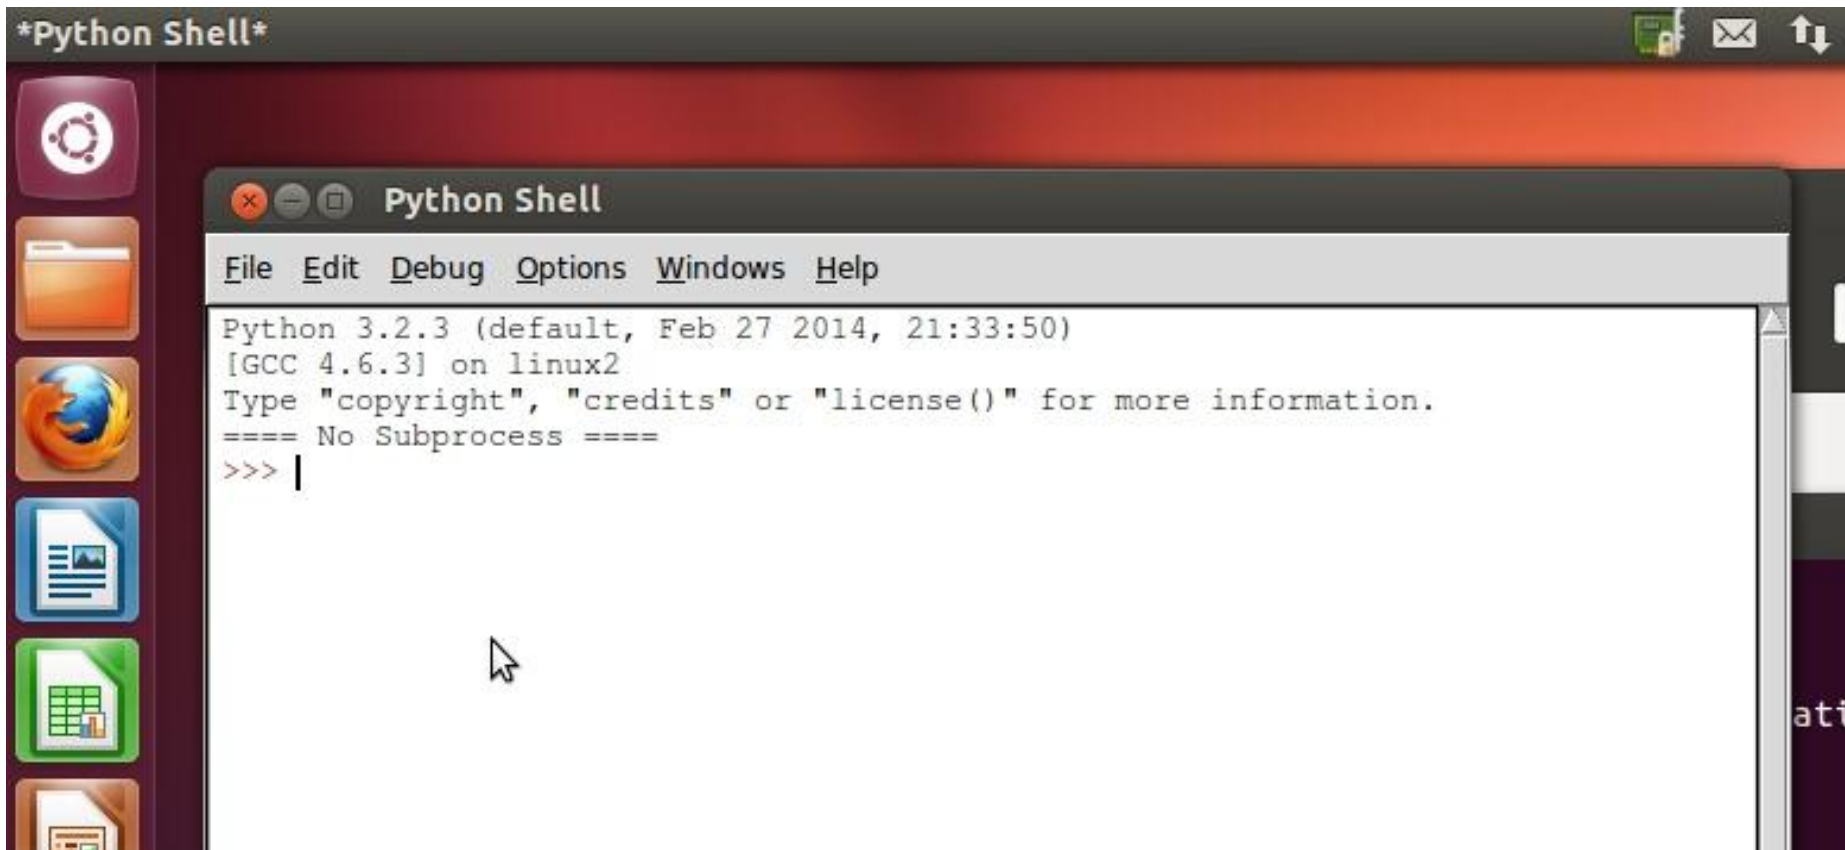 *Python Shell*
Python Shell
File Edit Debug Options Windows Help
Python 3.2.3 (default, Feb 27 2014, 21:33:50)
[GCC 4.6.3] on linux2
Type "copyright", "credits" or "license()" for more information.
==== No Subprocess ====
>>>
ati